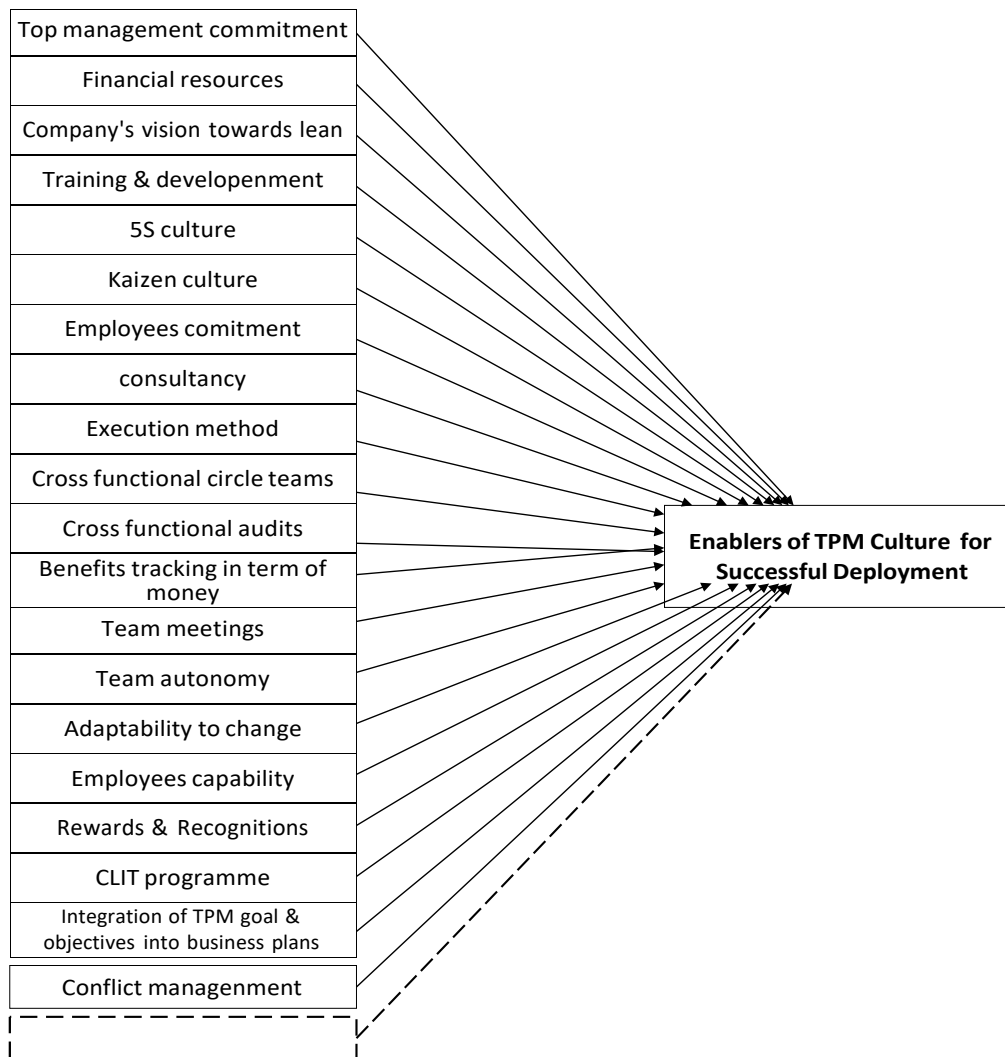 Top management commitment
Financial resources
Company's vision towards lean
Training & developenment
5S culture
Kaizen culture
Employees comitment
consultancy
Execution method
Cross functional circle teams
Cross functional audits
Benefits tracking in term of
money
Team meetings
Team autonomy
Adaptability to change
Employees capability
Rewards & Recognitions
CLIT programme
Integration of TPM goal &
objectives into business plans
Conflict managenment
Enablers of TPM Culture for
Successful Deployment